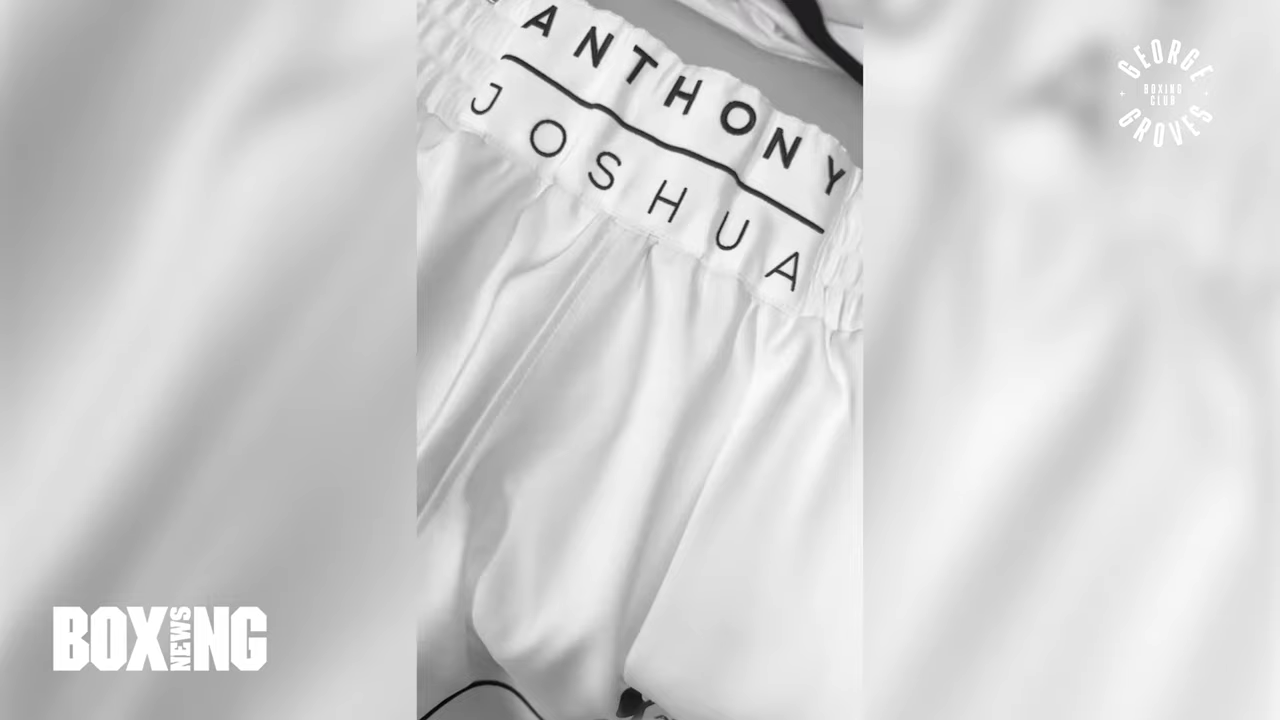 ANTHONY
JOSHUA
GEORGE
BOXING
CLUB
GROVES
BOXING
NEWS